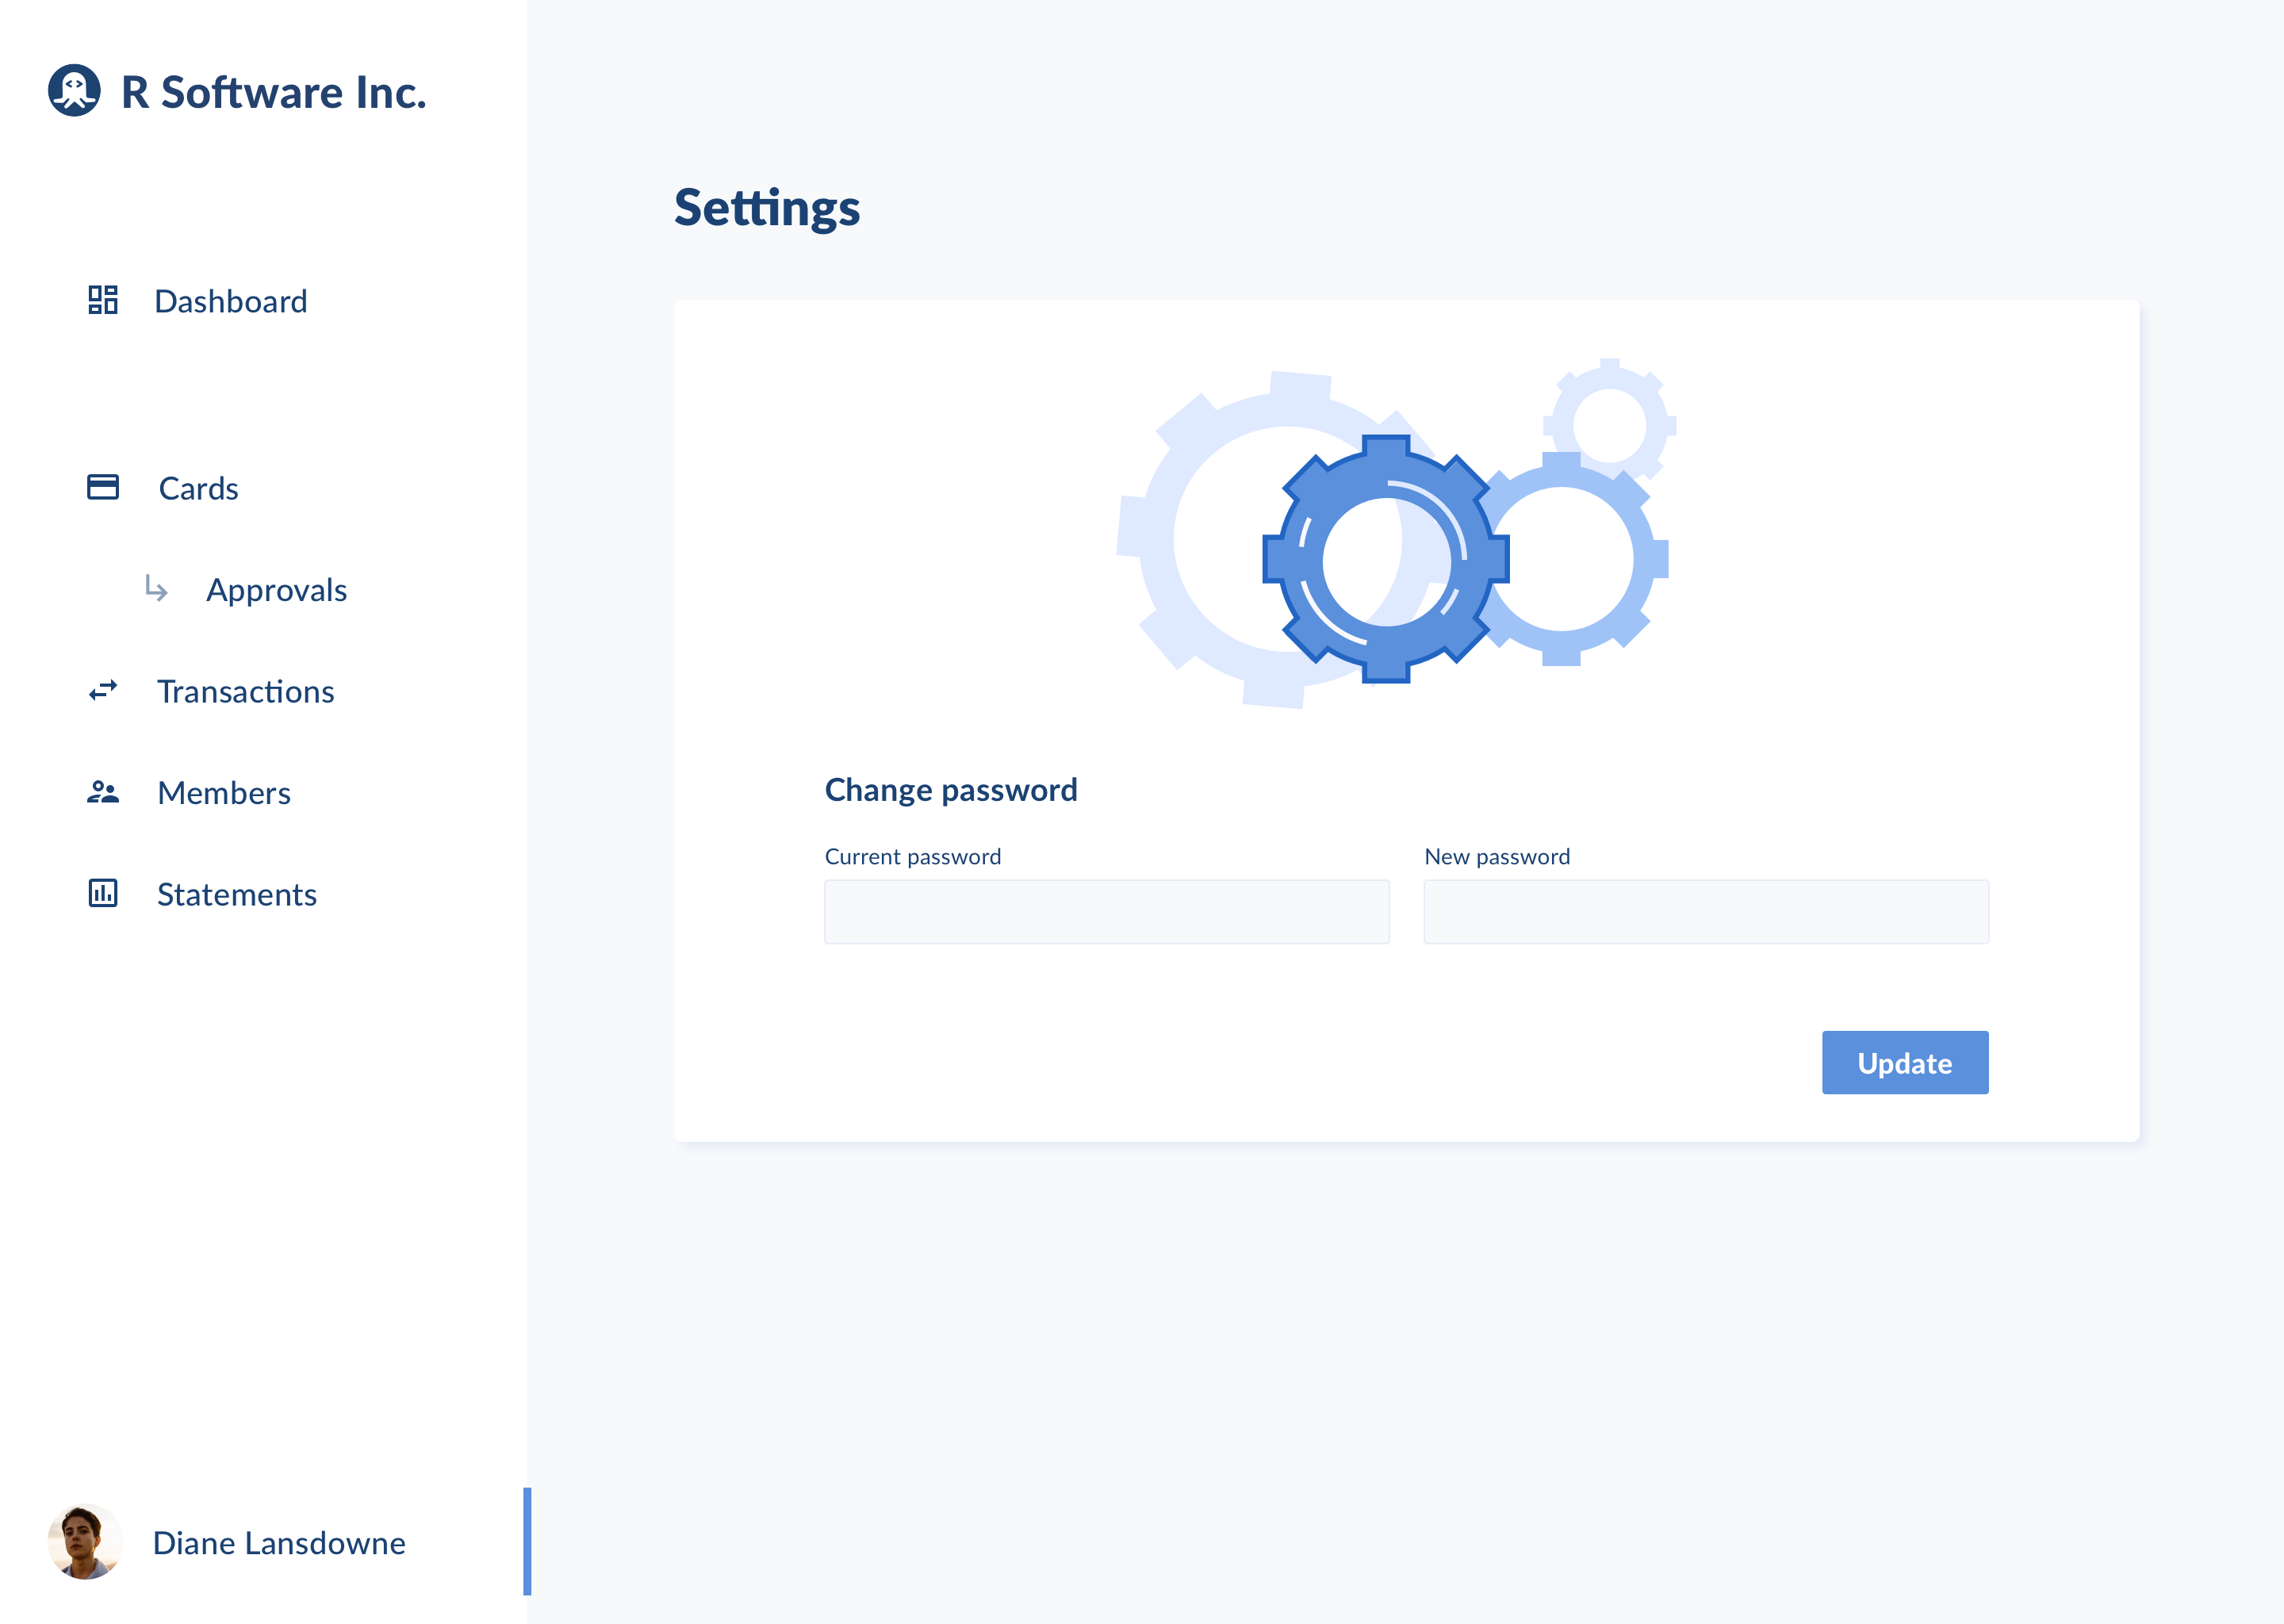 R Software Inc.
Dashboard
Cards
Approvals
Transactions
Members
Statements
Diane Lansdowne
Settings
Change password
Current password
New password
Update